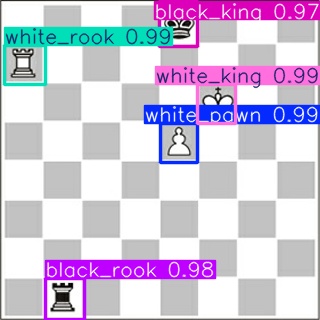 black_king 0.97
white_rook 0.99
white_king 0.99
white_pawn 0.99
black_rook 0.98